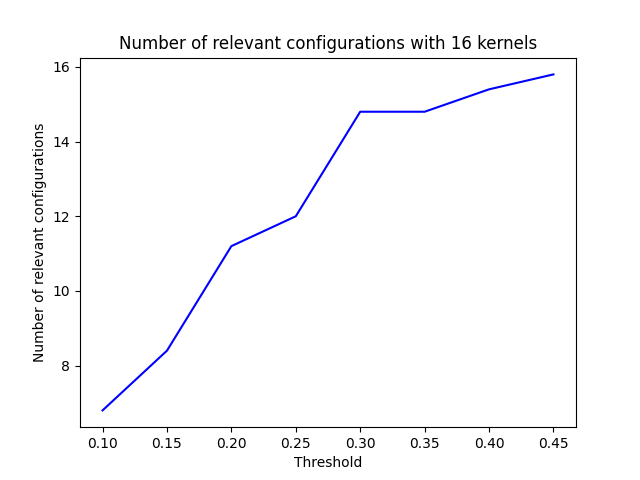 Number of relevant configurations with 16 kernels
16
14
12
10
8
Number of relevant configurations
0.10 0.15 0.20 0.25 0.30 0.35 0.40 0.45
Threshold